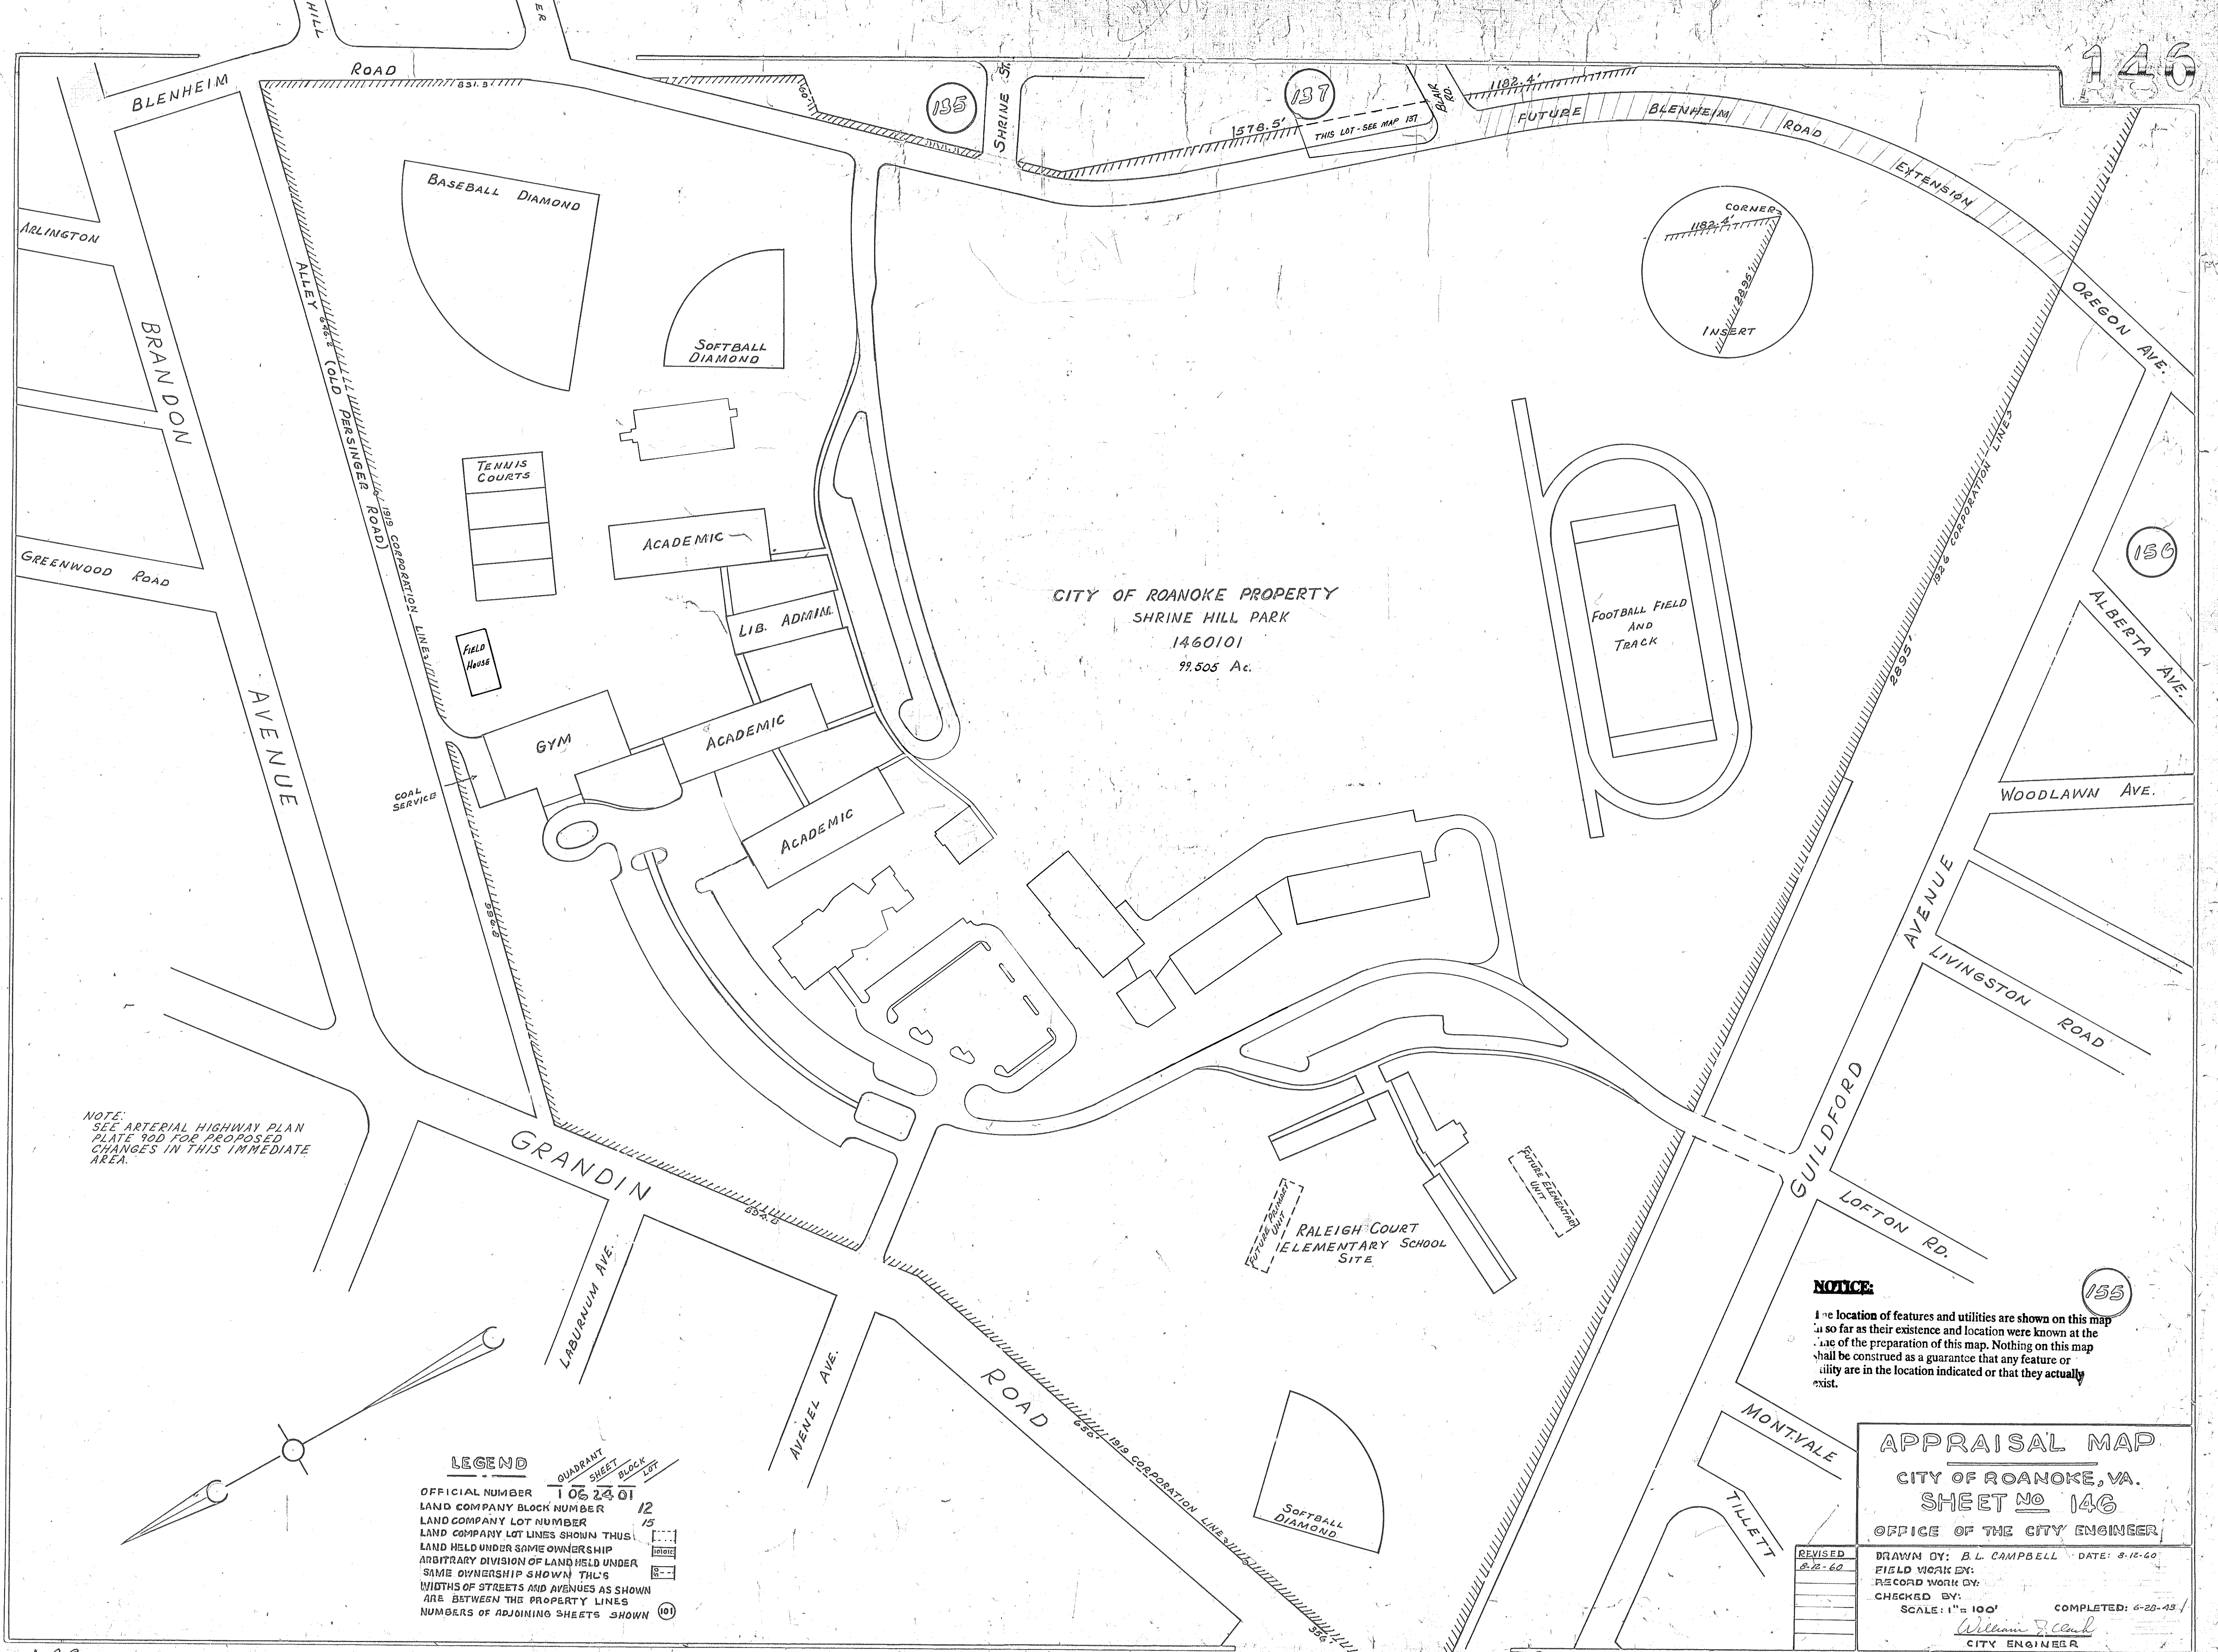 HILL
ER
146
BLENHEIM
ROAD
831.5'
135
SHRINE ST.
137
578.5'
THIS LOT - SEE MAP 137
BLAIR RD.
1182.4'
FUTURE BLENHEIM ROAD EXTENSION
ARLINGTON
BRANDON
AVENUE
ALLEY
(OLD PERSINGER ROAD)
1919 CORPORATION LINE
BASEBALL DIAMOND
SOFTBALL
DIAMOND
CORNER
1182.4'
2895'
INSERT
OREGON AVE.
TENNIS
COURTS
ACADEMIC
LIB. ADMIM.
FIELD
HOUSE
GREENWOOD ROAD
CITY OF ROANOKE PROPERTY
SHRINE HILL PARK
1460101
99.505 Ac.
FOOTBALL FIELD
AND
TRACK
1926 CORPORATION LINE
2895'
156
ALBERTA AVE.
GYM
ACADEMIC
COAL
SERVICE
ACADEMIC
WOODLAWN AVE.
GUILDFORD
AVENUE
LIVINGSTON ROAD
NOTE:
SEE ARTERIAL HIGHWAY PLAN
PLATE 90D FOR PROPOSED
CHANGES IN THIS IMMEDIATE
AREA.
GRANDIN
ROAD
LABURNUM AVE.
AVENEL AVE.
FUTURE PRIMARY
UNIT
FUTURE ELEMENTARY
UNIT
RALEIGH COURT
ELEMENTARY SCHOOL
SITE
LOFTON RD.
155
NOTICE:
location of features and utilities are shown on this map
so far as their existence and location were known at the
of the preparation of this map. Nothing on this map
hall be construed as a guarantee that any feature or
ility are in the location indicated or that they actually
exist.
1919 CORPORATION LINE
SOFTBALL
DIAMOND
MONTVALE
TILLETT
LEGEND
QUADRANT
SHEET
BLOCK
LOT
OFFICIAL NUMBER 1 06 24 01
LAND COMPANY BLOCK NUMBER 12
LAND COMPANY LOT NUMBER 15
LAND COMPANY LOT LINES SHOWN THUS
LAND HELD UNDER SAME OWNERSHIP
ARBITRARY DIVISION OF LAND HELD UNDER
SAME OWNERSHIP SHOWN THUS
WIDTHS OF STREETS AND AVENUES AS SHOWN
ARE BETWEEN THE PROPERTY LINES
NUMBERS OF ADJOINING SHEETS SHOWN 101
APPRAISAL MAP
CITY OF ROANOKE, VA.
SHEET NO 146
OFFICE OF THE CITY ENGINEER
REVISED
8-12-60
DRAWN BY: B.L. CAMPBELL DATE: 8-12-60
FIELD WORK BY:
RECORD WORK BY:
CHECKED BY:
SCALE: 1"= 100' COMPLETED: 6-28-45
William F. Clark
CITY ENGINEER